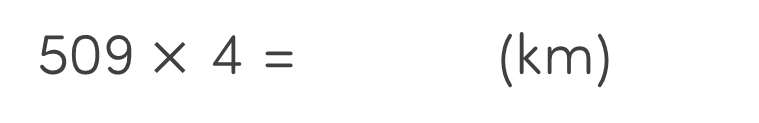 509 × 4 = (km)